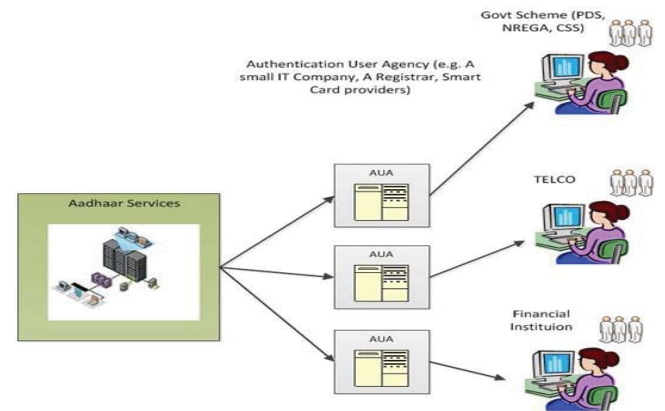 Govt Scheme (PDS,
NREGA, CSS)
Authentication User Agency (e.g. A
small IT Company, A Registrar, Smart
Card providers)
AUA
Aadhaar Services
TELCO
AUA
Financial
Instituion
AUA